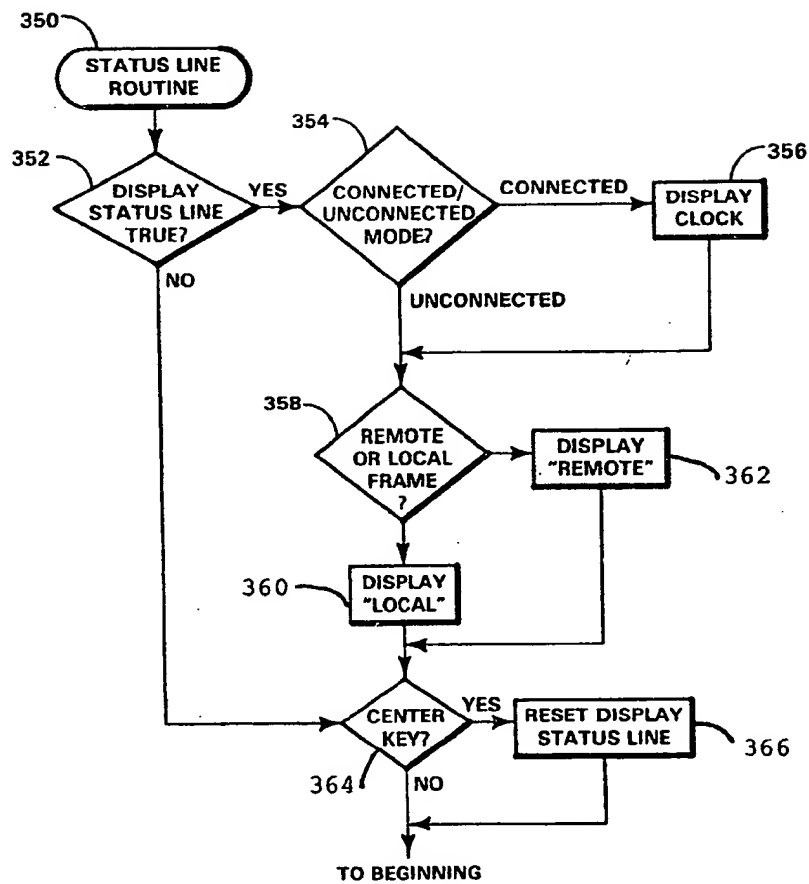 350
STATUS LINE
ROUTINE
352
DISPLAY
STATUS LINE
TRUE?
YES
NO
354
CONNECTED/
UNCONNECTED
MODE?
CONNECTED
UNCONNECTED
356
DISPLAY
CLOCK
358
REMOTE
OR LOCAL
FRAME
?
DISPLAY
"REMOTE"
362
360
DISPLAY
"LOCAL"
CENTER
KEY?
364
YES
NO
RESET DISPLAY
STATUS LINE
366
TO BEGINNING